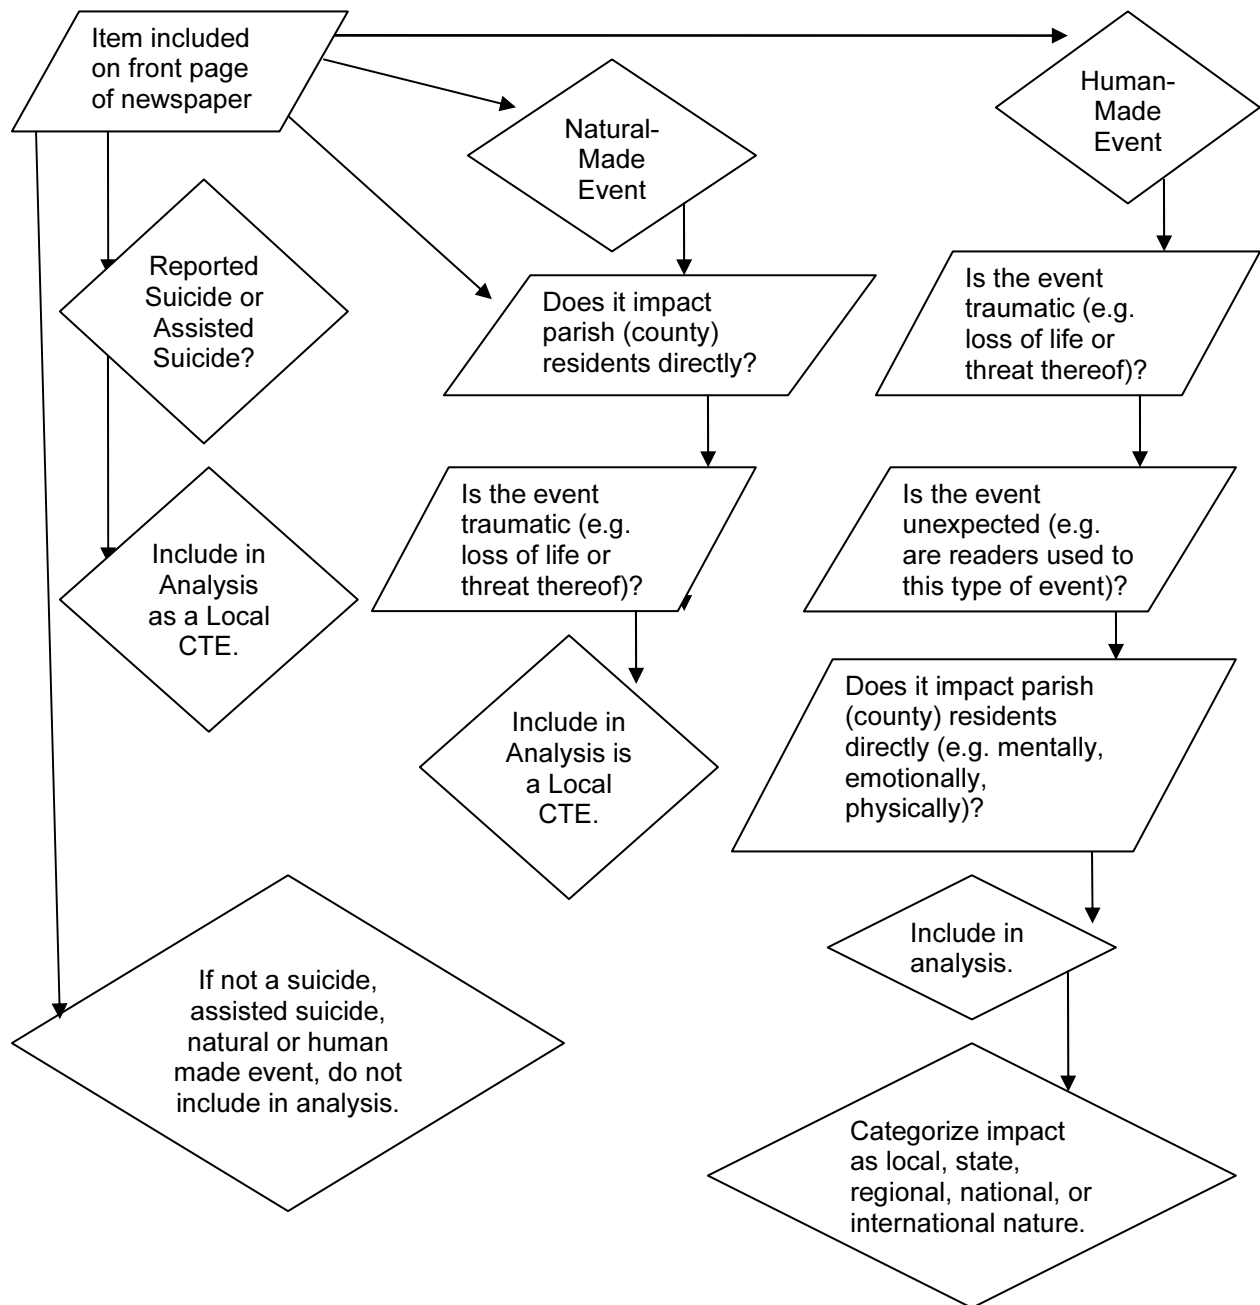 Item included
on front page
of newspaper
Human-
Made
Event
Natural-
Made
Event
Reported
Suicide or
Assisted
Suicide?
Does it impact
parish (county)
residents directly?
Is the event
traumatic (e.g.
loss of life or
threat thereof)?
Is the event
traumatic (e.g.
loss of life or
threat thereof)?
Is the event
unexpected (e.g.
are readers used to
this type of event)?
Include in
Analysis
as a Local
CTE.
Include in
Analysis is
a Local
CTE.
Does it impact parish
(county) residents
directly (e.g. mentally,
emotionally,
physically)?
Include in
analysis.
If not a suicide,
assisted suicide,
natural or human
made event, do not
include in analysis.
Categorize impact
as local, state,
regional, national, or
international nature.